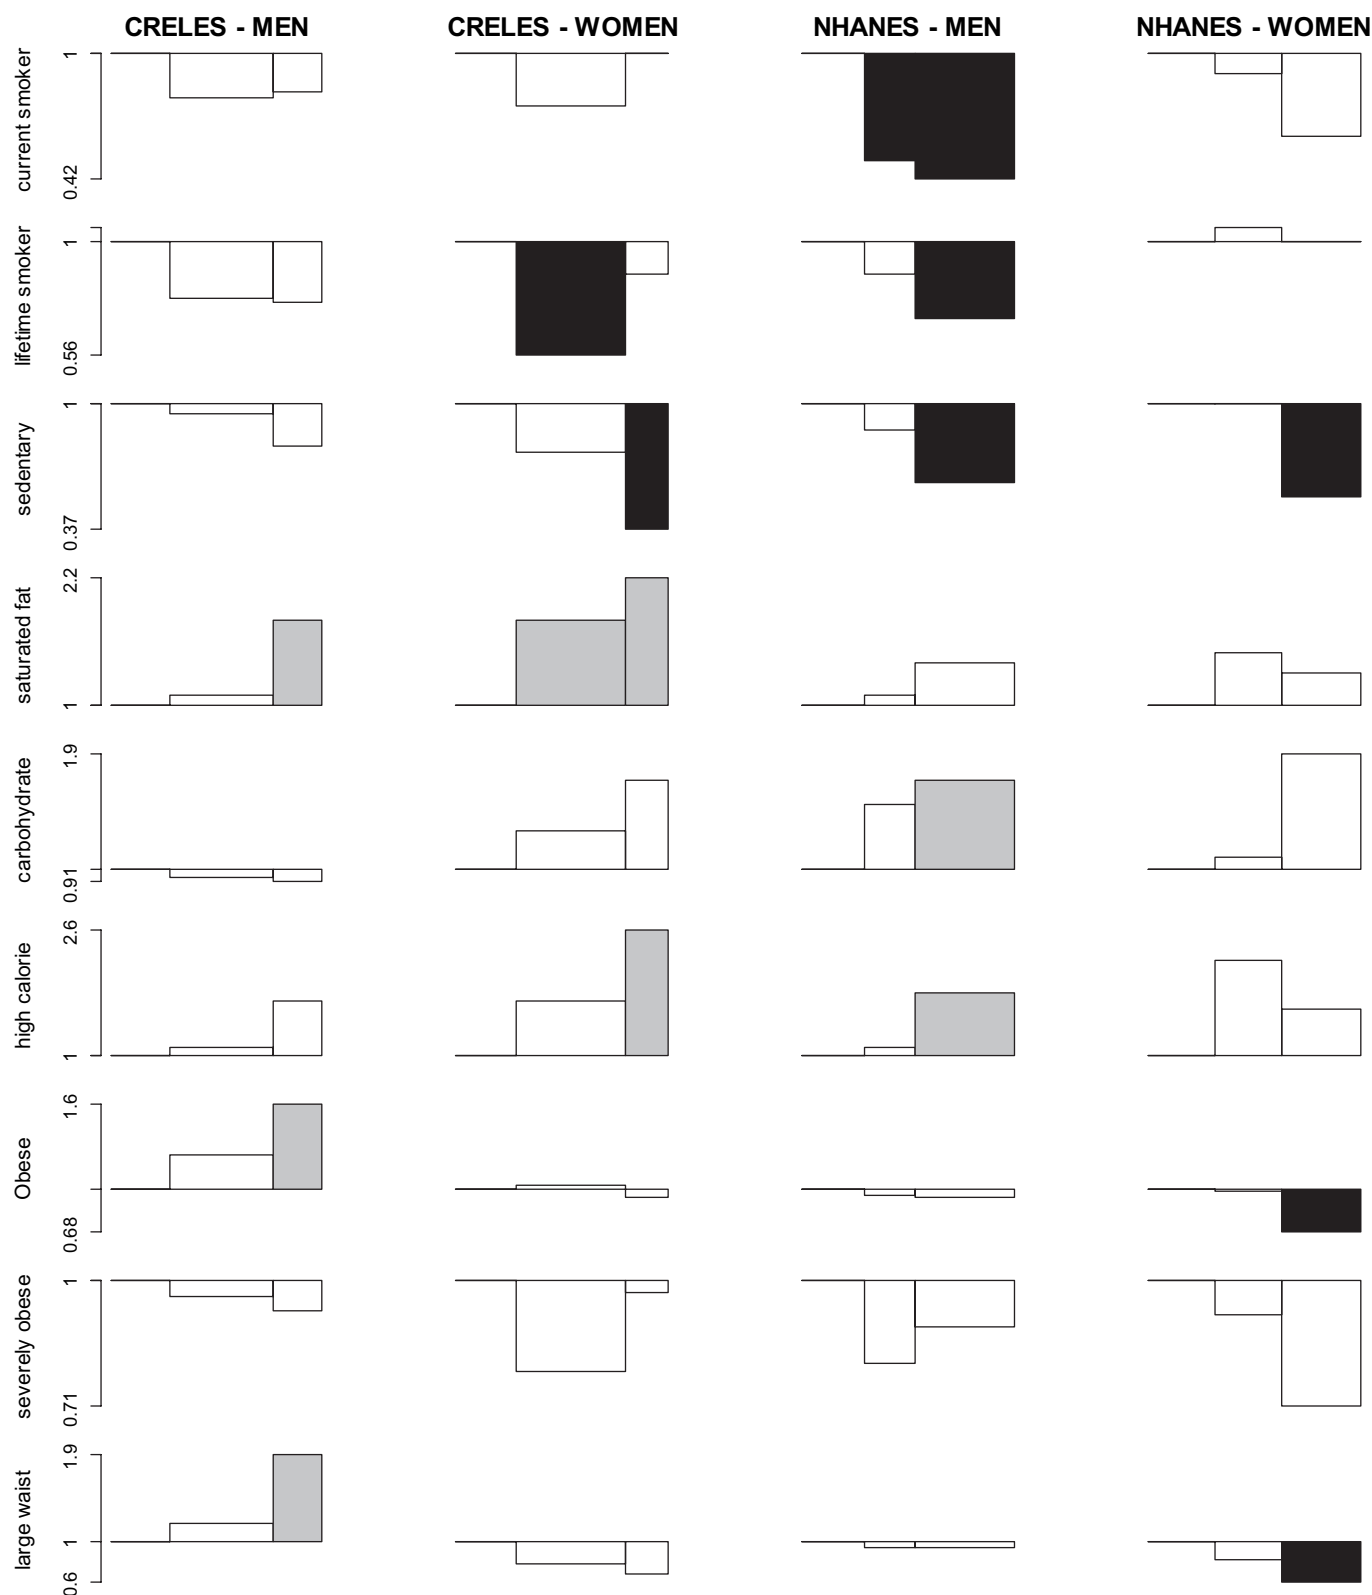 CRELES - MEN CRELES - WOMEN NHANES - MEN NHANES - WOMEN
current smoker
1
0.42
lifetime smoker
1
0.56
sedentary
1
0.37
saturated fat
2.2
1
carbohydrate
1.9
0.91
high calorie
2.6
1
Obese
1.6
0.68
severely obese
1
0.71
large waist
1.9
1
0.6